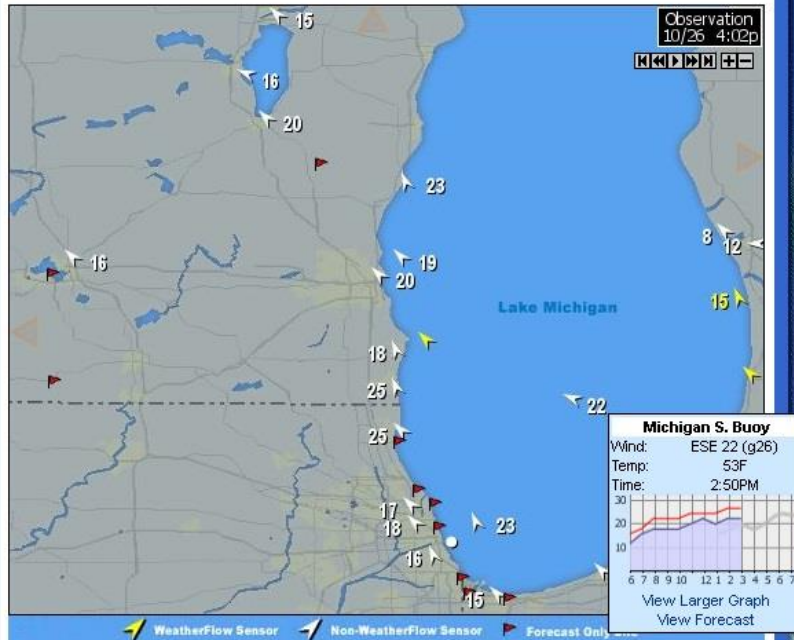 Observation
10/26 4:02p
15
16
20
23
16
19
20
8
12
15
Lake Michigan
18
25
22
25
17
18
23
16
15
Michigan S. Buoy
Wind: ESE 22 (g26)
Temp: 53F
Time: 2:50PM
30
20
10
6 7 8 9 10 12 1 2 3 4 5 6 7
View Larger Graph
View Forecast
WeatherFlow Sensor
Non-WeatherFlow Sensor
Forecast Only